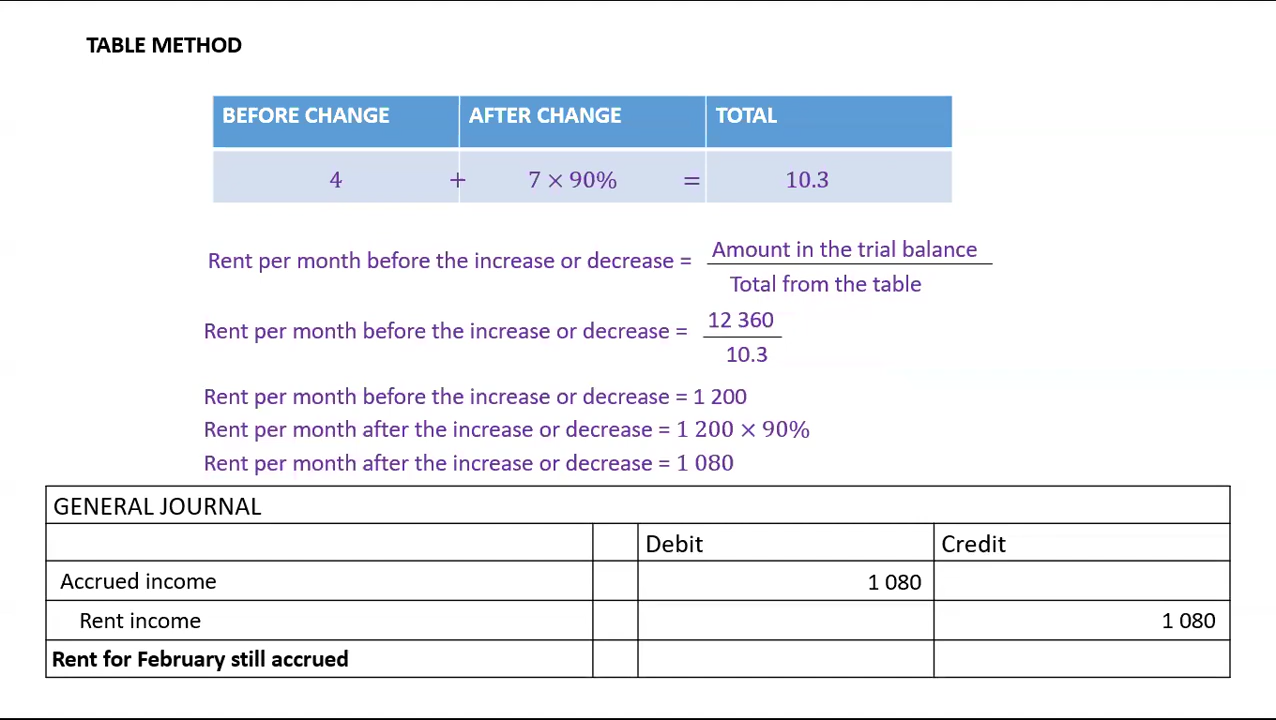 TABLE METHOD
BEFORE CHANGE AFTER CHANGE TOTAL
4 + 7 × 90% = 10.3
Rent per month before the increase or decrease = Amount in the trial balance
Total from the table
Rent per month before the increase or decrease = 12 360
10.3
Rent per month before the increase or decrease = 1 200
Rent per month after the increase or decrease = 1 200 × 90%
Rent per month after the increase or decrease = 1 080
GENERAL JOURNAL
Debit Credit
Accrued income 1 080
Rent income 1 080
Rent for February still accrued